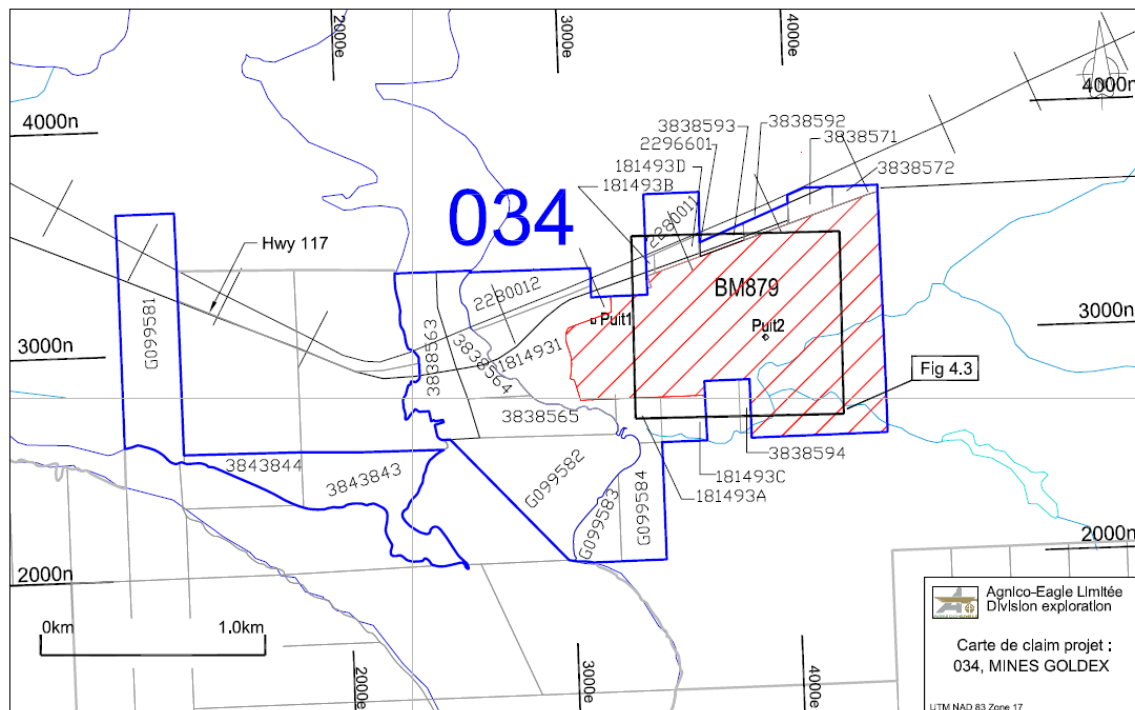 2000e
3000e
4000e
4000n
4000n
3838593
3838592
2296601
3838571
181493D
3838572
181493B
034
2280011
Hwy 117
BM879
2280012
G099581
Puit1
Puit2
3000n
3000n
3838563
3838564
1814931
Fig 4.3
3838565
3838594
3843844
3843843
G099582
181493C
181493A
G099583
G099584
2000n
2000n
0km
1.0km
2000e
3000e
4000e
Agnico-Eagle Limitée
Division exploration
Carte de claim projet :
034, MINES GOLDEX
UTM NAD 83 Zone 17